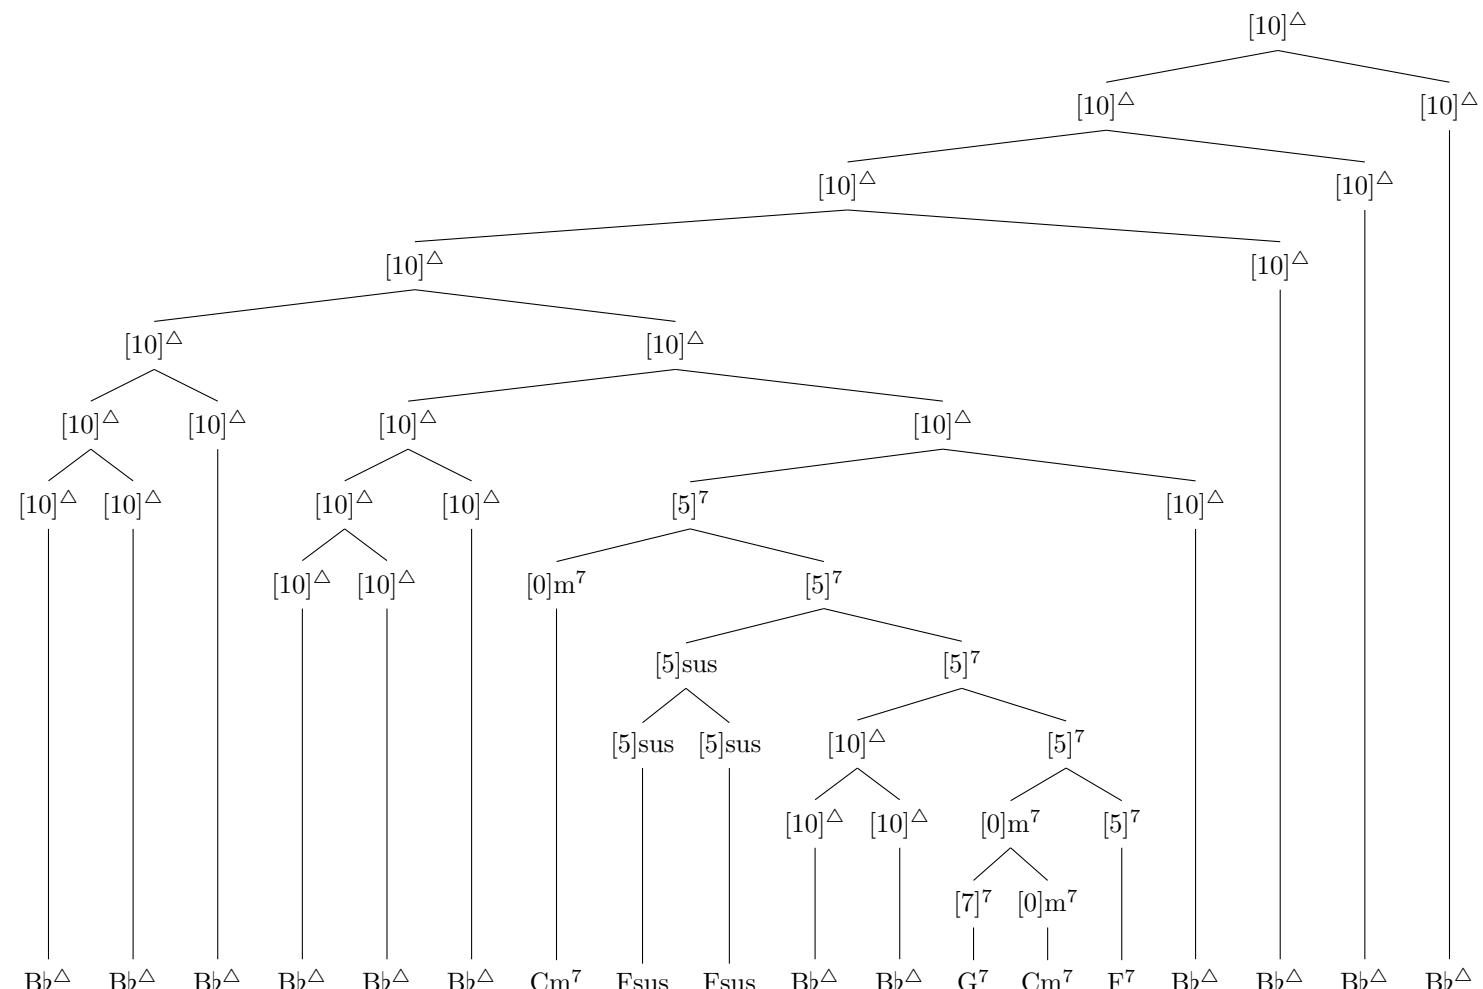 [10]△
[10]△ [10]△
[10]△ [10]△
[10]△ [10]△
[10]△ [10]△
[10]△ [10]△ [10]△ [10]△
[10]△ [10]△ [10]△ [10]△ [5]⁷ [10]△
[10]△ [10]△ [0]m⁷ [5]⁷
[5]sus [5]⁷
[5]sus [5]sus [10]△ [5]⁷
[10]△ [10]△ [0]m⁷ [5]⁷
[7]⁷ [0]m⁷
B♭△ B♭△ B♭△ B♭△ B♭△ B♭△ Cm⁷ Fsus Fsus B♭△ B♭△ G⁷ Cm⁷ F⁷ B♭△ B♭△ B♭△ B♭△